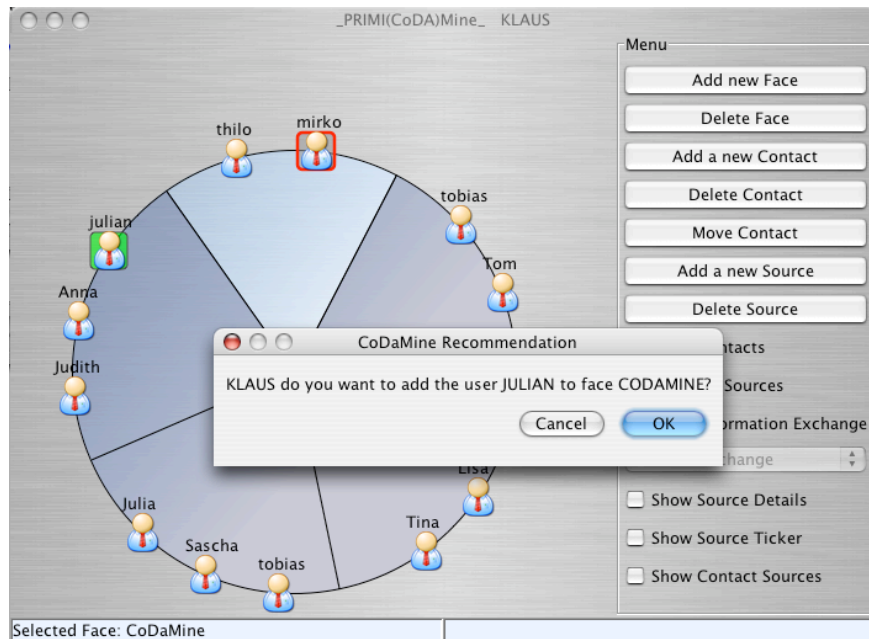 _PRIMI(CoDA)Mine_ KLAUS
Menu
Add new Face
Delete Face
Add a new Contact
Delete Contact
Move Contact
Add a new Source
Delete Source
ntacts
Sources
ormation Exchange
change
Show Source Details
Show Source Ticker
Show Contact Sources
thilo
mirko
tobias
julian
Tom
Anna
Judith
CoDaMine Recommendation
KLAUS do you want to add the user JULIAN to face CODAMINE?
Cancel
OK
Lisa
Julia
Tina
Sascha
tobias
Selected Face: CoDaMine